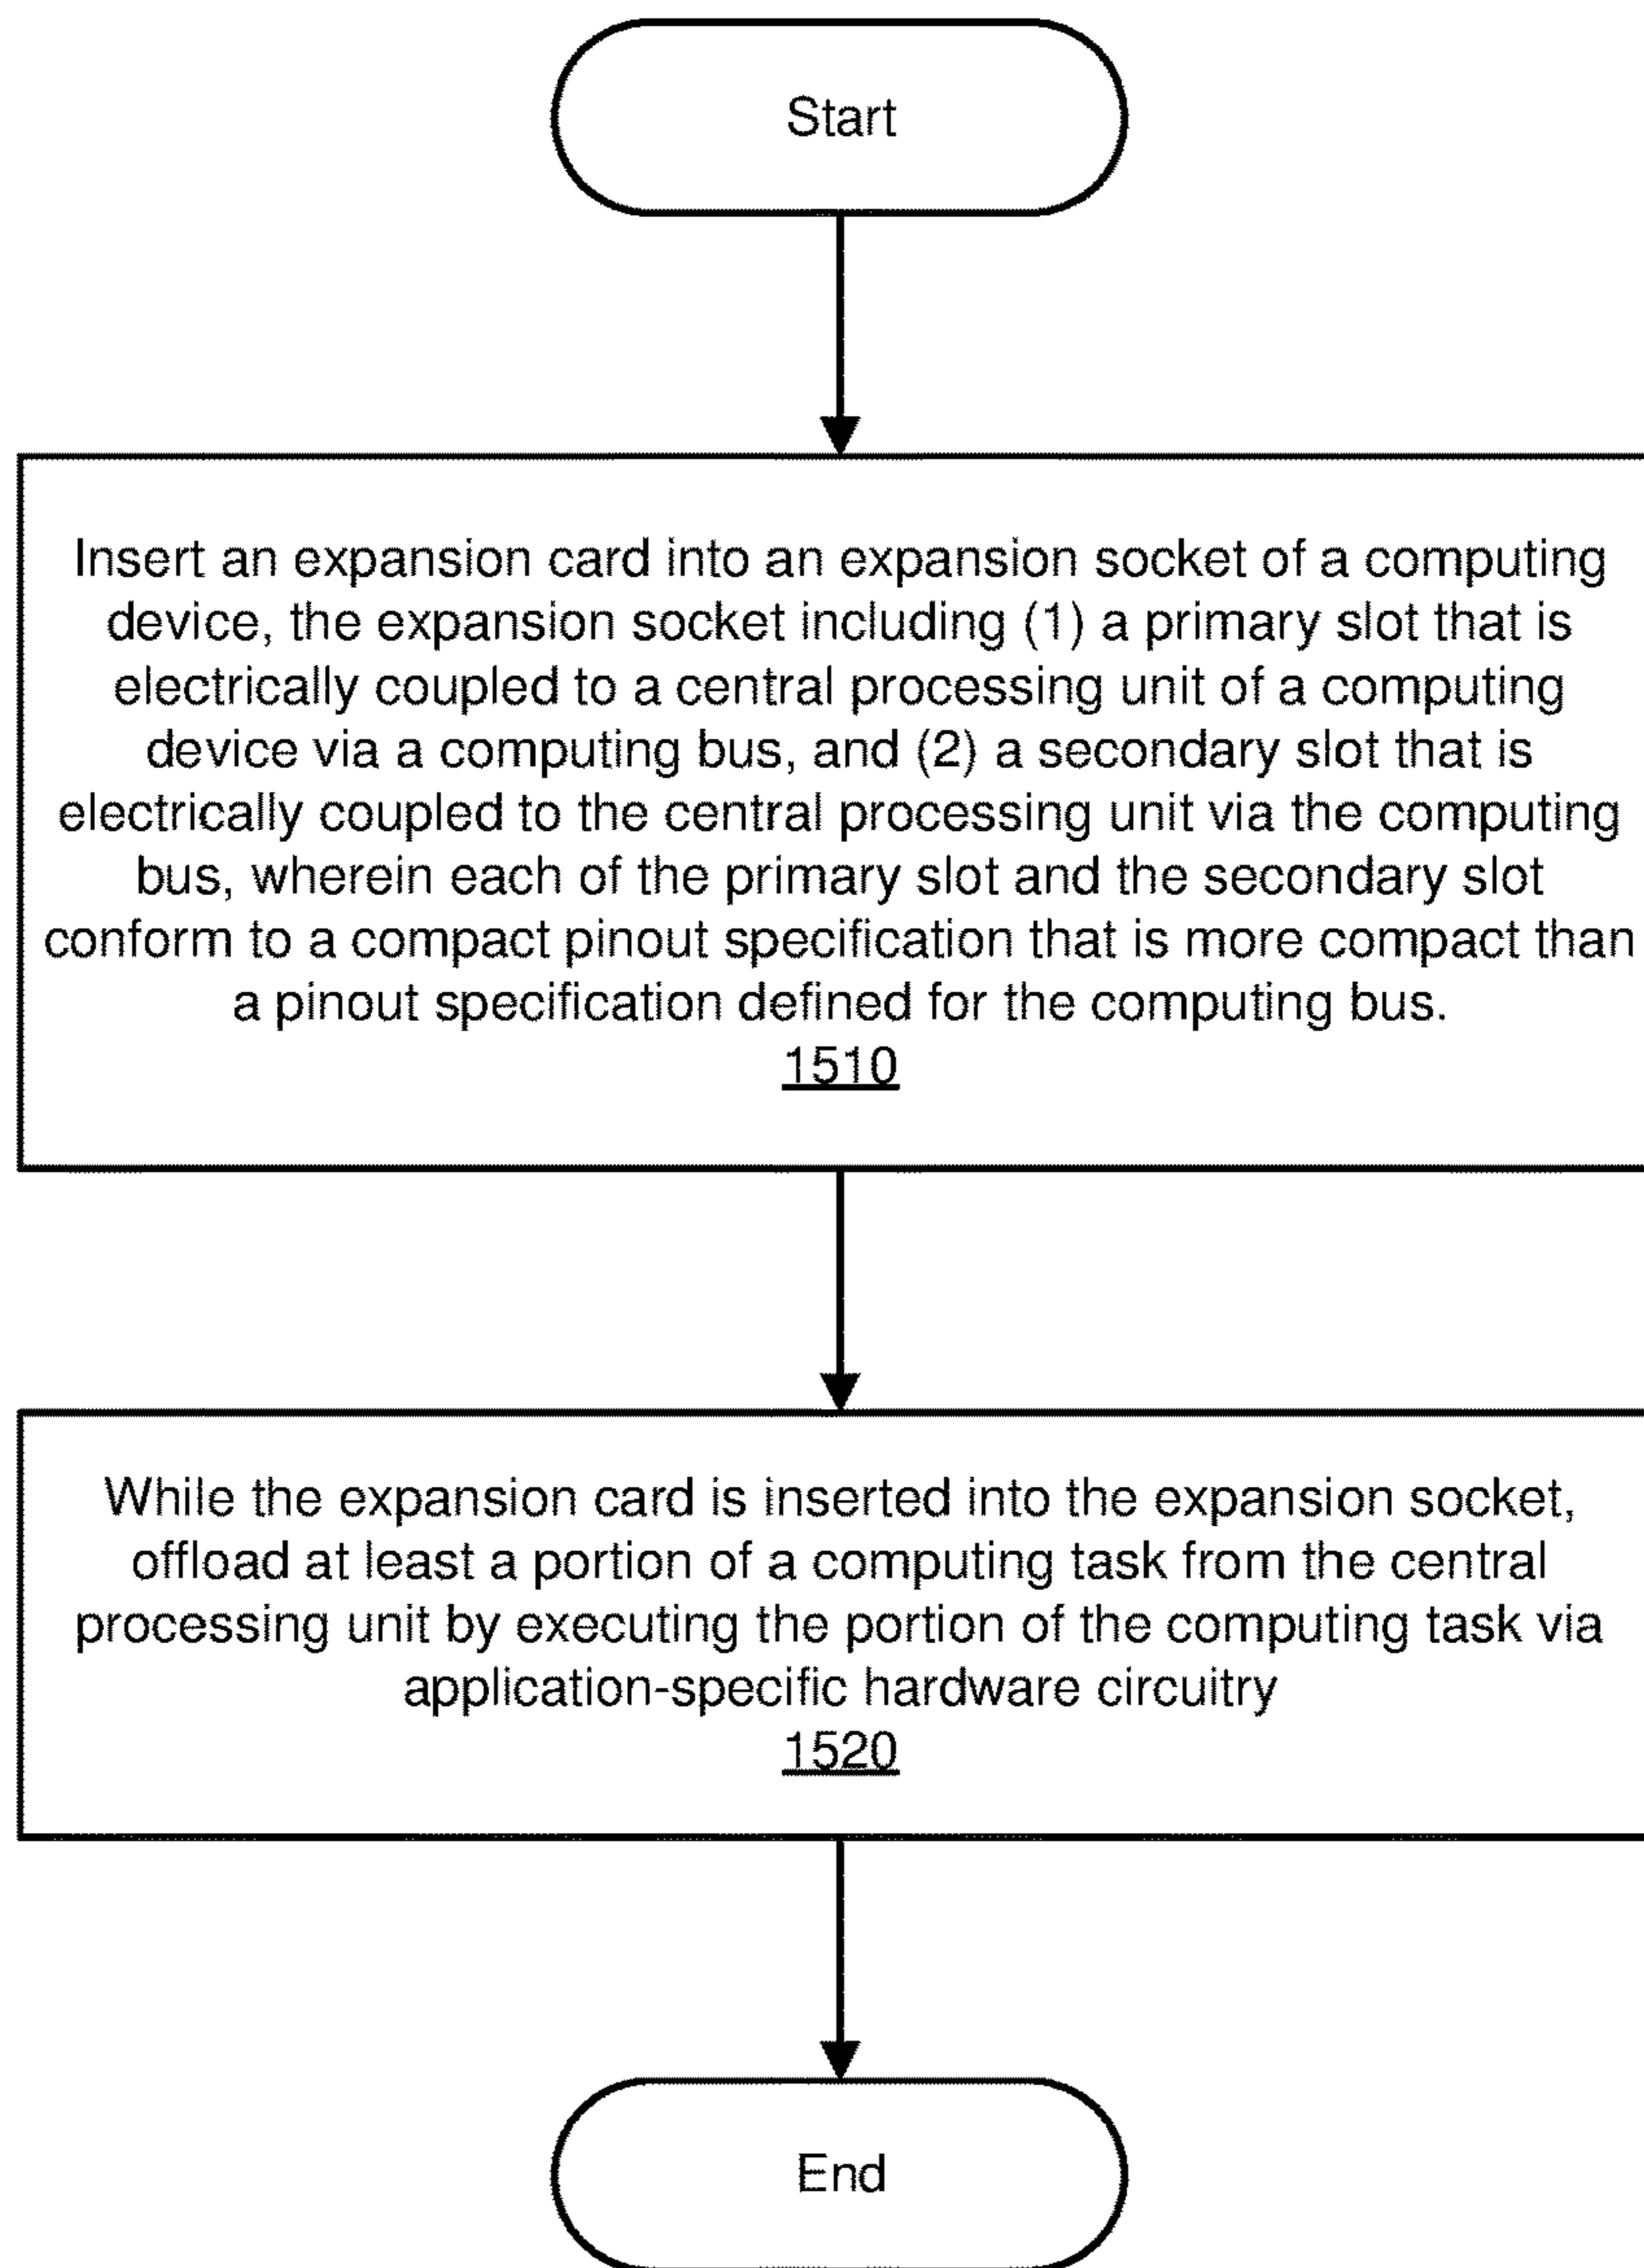 Start
Insert an expansion card into an expansion socket of a computing
device, the expansion socket including (1) a primary slot that is
electrically coupled to a central processing unit of a computing
device via a computing bus, and (2) a secondary slot that is
electrically coupled to the central processing unit via the computing
bus, wherein each of the primary slot and the secondary slot
conform to a compact pinout specification that is more compact than
a pinout specification defined for the computing bus.
1510
While the expansion card is inserted into the expansion socket,
offload at least a portion of a computing task from the central
processing unit by executing the portion of the computing task via
application-specific hardware circuitry
1520
End